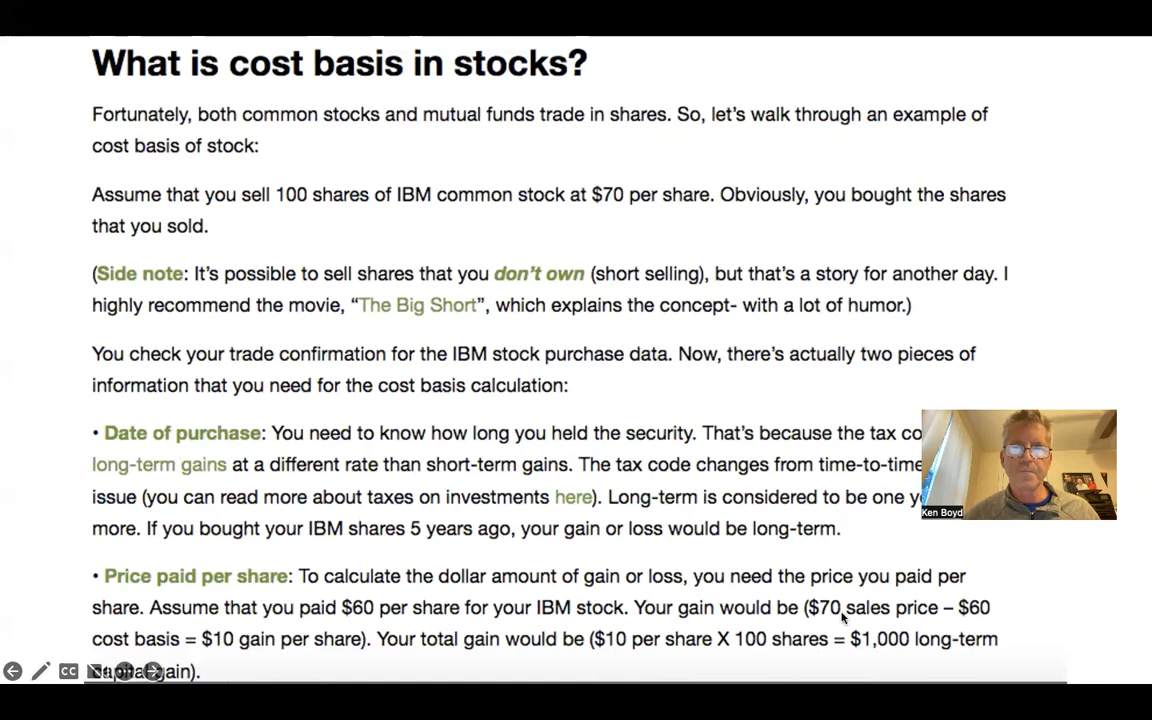 What is cost basis in stocks?
Fortunately, both common stocks and mutual funds trade in shares. So, let's walk through an example of
cost basis of stock:
Assume that you sell 100 shares of IBM common stock at $70 per share. Obviously, you bought the shares
that you sold.
(Side note: It's possible to sell shares that you don't own (short selling), but that's a story for another day. I
highly recommend the movie, “The Big Short”, which explains the concept- with a lot of humor.)
You check your trade confirmation for the IBM stock purchase data. Now, there's actually two pieces of
information that you need for the cost basis calculation:
• Date of purchase: You need to know how long you held the security. That's because the tax co
long-term gains at a different rate than short-term gains. The tax code changes from time-to-time
issue (you can read more about taxes on investments here). Long-term is considered to be one y
more. If you bought your IBM shares 5 years ago, your gain or loss would be long-term.
Ken Boyd
• Price paid per share: To calculate the dollar amount of gain or loss, you need the price you paid per
share. Assume that you paid $60 per share for your IBM stock. Your gain would be ($70 sales price – $60
cost basis = $10 gain per share). Your total gain would be ($10 per share X 100 shares = $1,000 long-term
capital gain).
CC